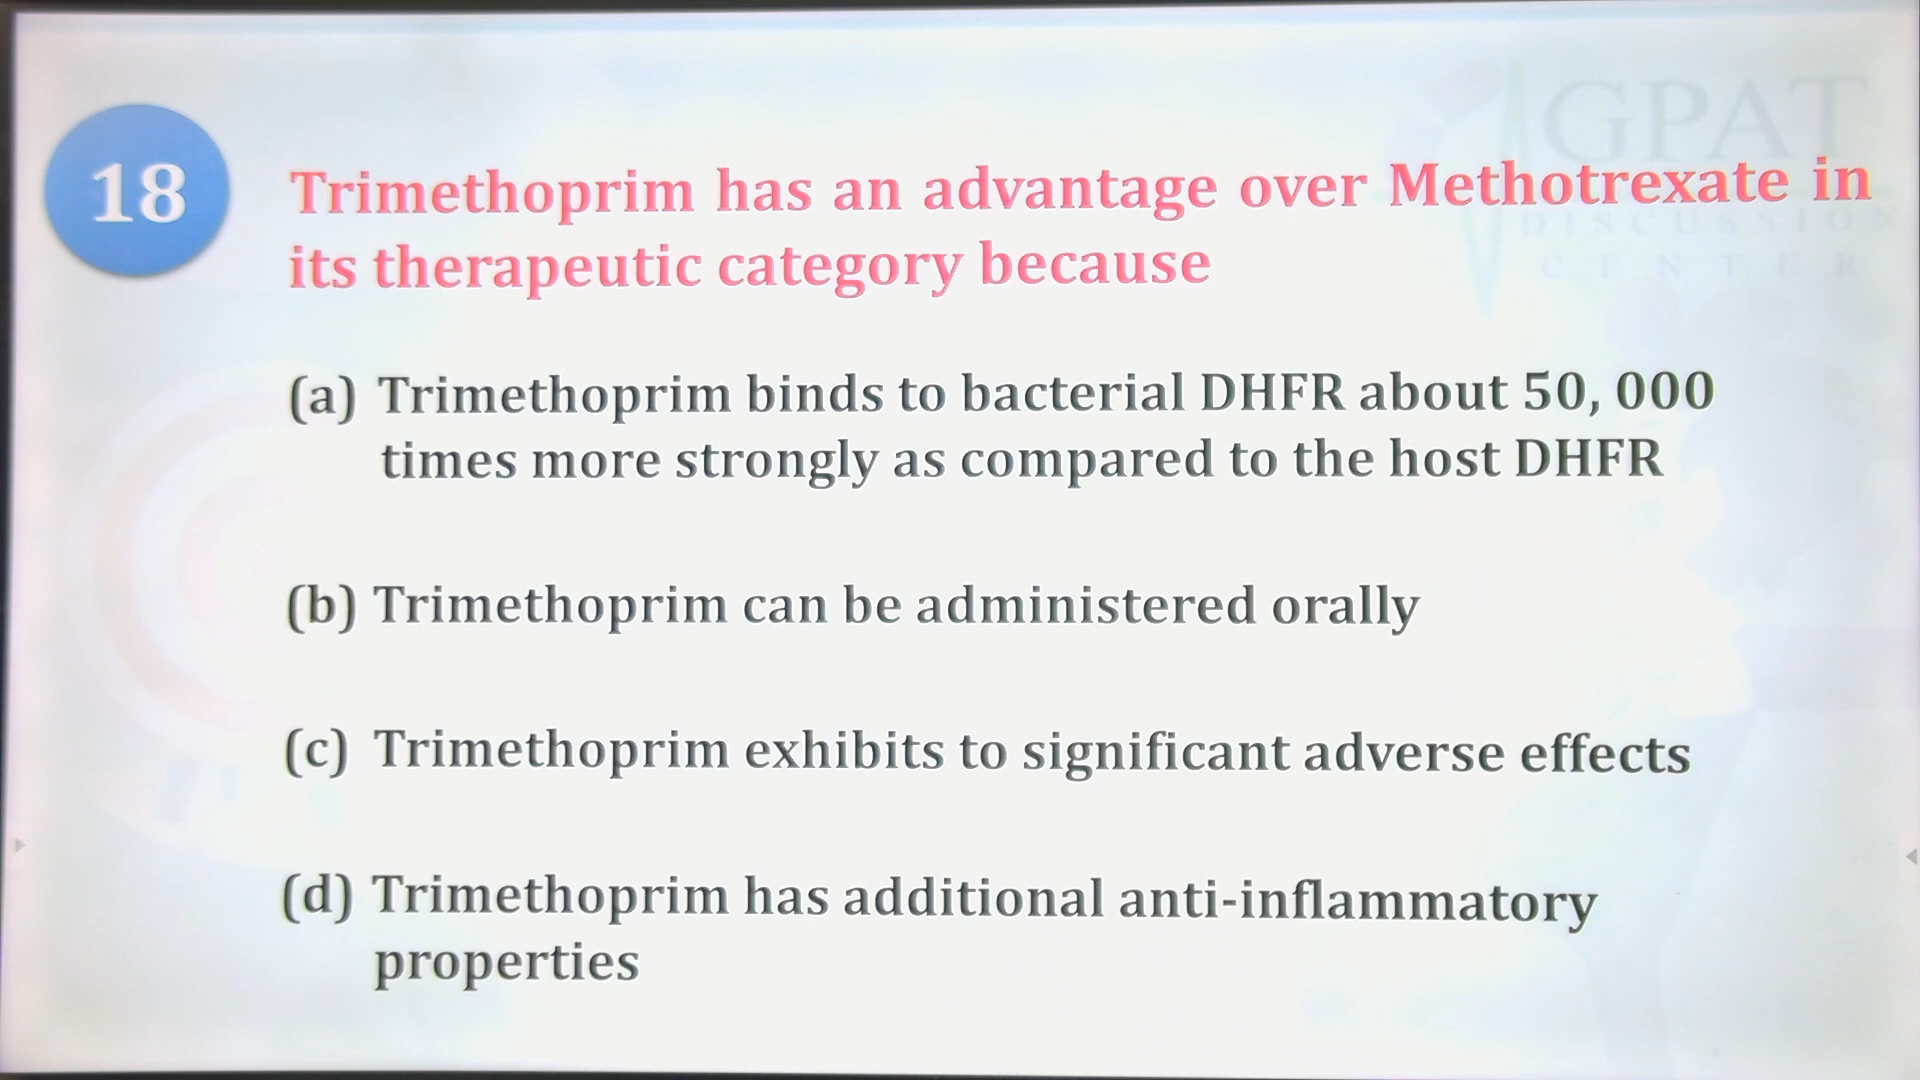 GPAT
DISCUSSION
CENTER
18
Trimethoprim has an advantage over Methotrexate in
its therapeutic category because
(a) Trimethoprim binds to bacterial DHFR about 50, 000
times more strongly as compared to the host DHFR
(b) Trimethoprim can be administered orally
(c) Trimethoprim exhibits to significant adverse effects
(d) Trimethoprim has additional anti-inflammatory
properties